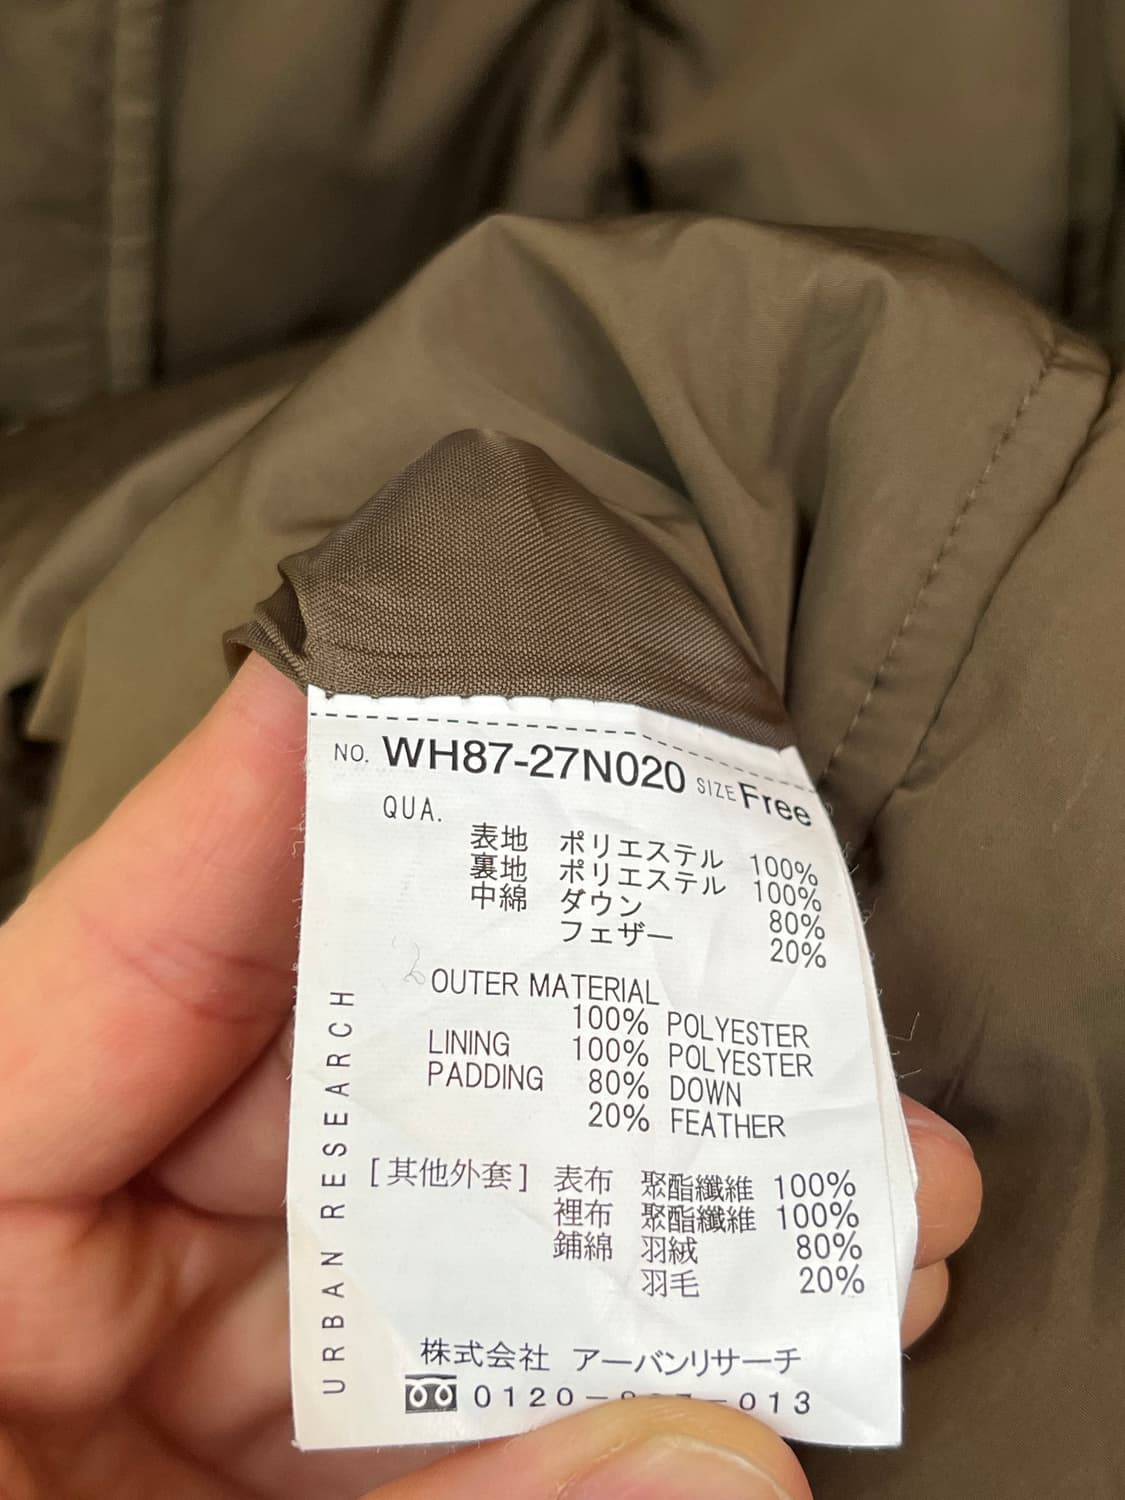 NO. WH87-27N020 SIZE Free
QUA.
表地 ポリエステル 100%
裏地 ポリエステル 100%
中綿 ダウン 80%
フェザー 20%
OUTER MATERIAL
100% POLYESTER
LINING 100% POLYESTER
PADDING 80% DOWN
20% FEATHER
[其他外套] 表布 聚酯纖維 100%
裡布 聚酯纖維 100%
鋪綿 羽絨 80%
羽毛 20%
株式会社 アーバンリサーチ
0120- -013
URBAN RESEARCH